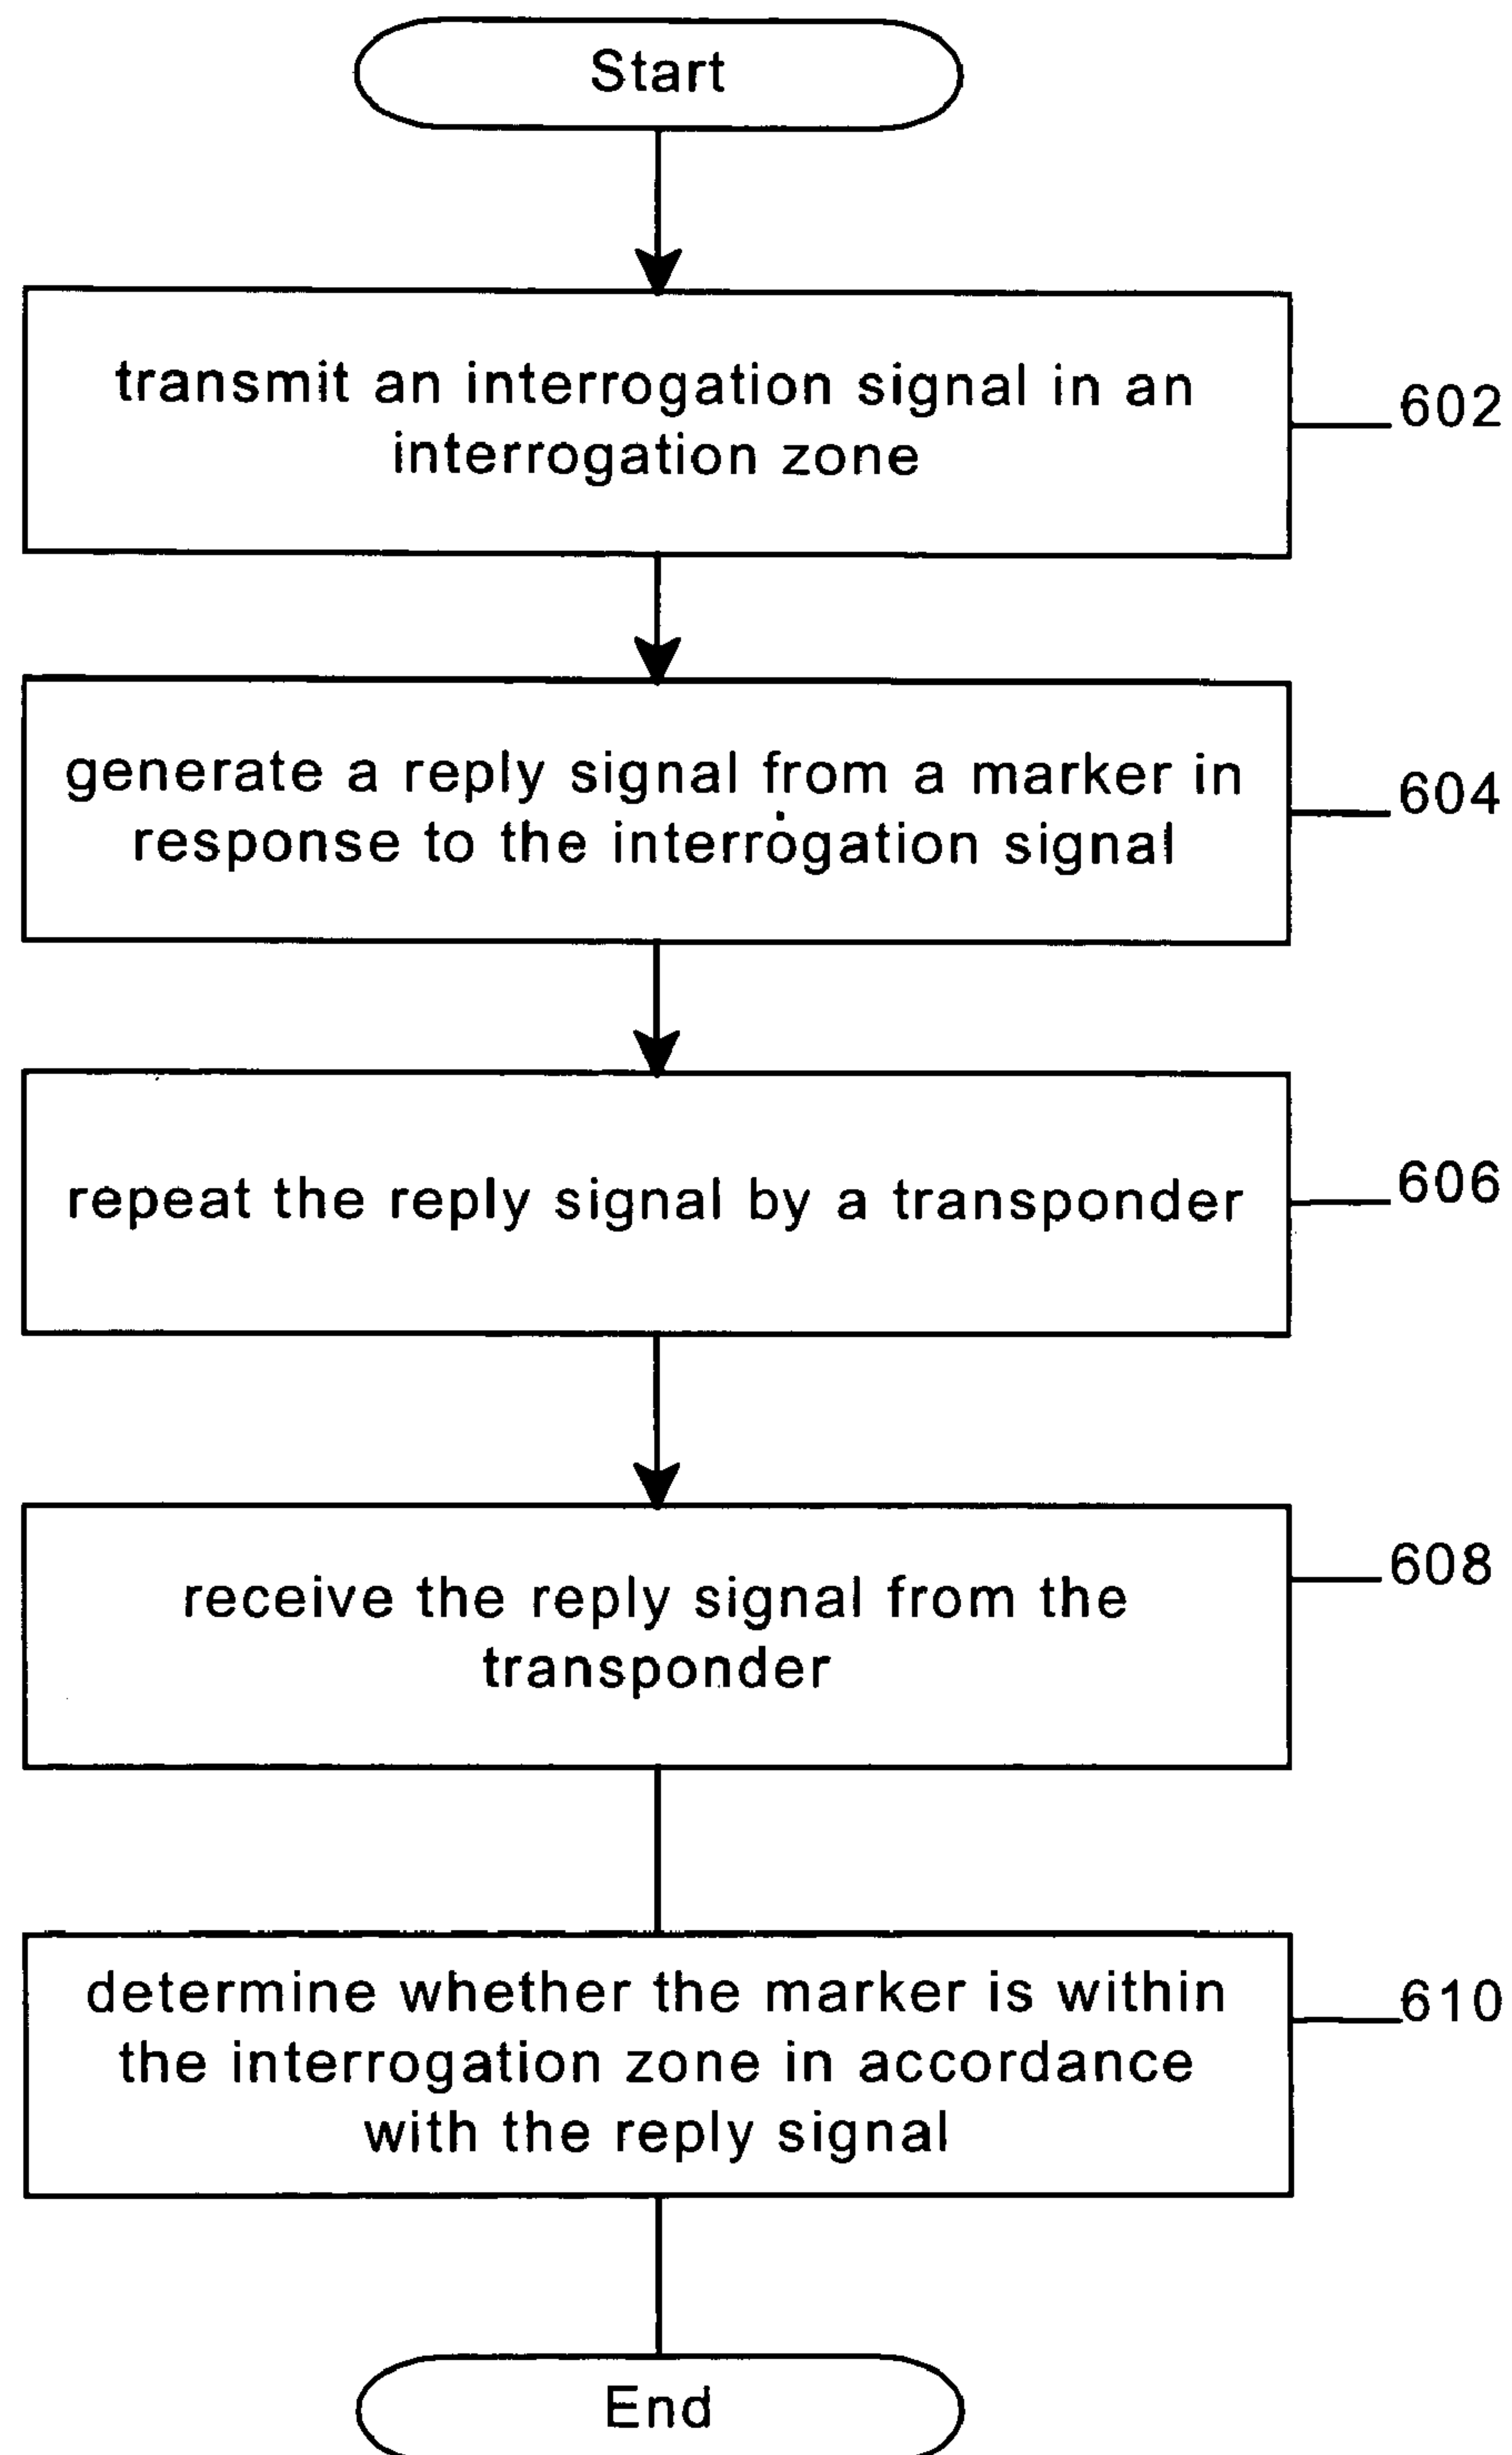 Start
transmit an interrogation signal in an
interrogation zone
602
generate a reply signal from a marker in
response to the interrogation signal
604
repeat the reply signal by a transponder
606
receive the reply signal from the
transponder
608
determine whether the marker is within
the interrogation zone in accordance
with the reply signal
610
End